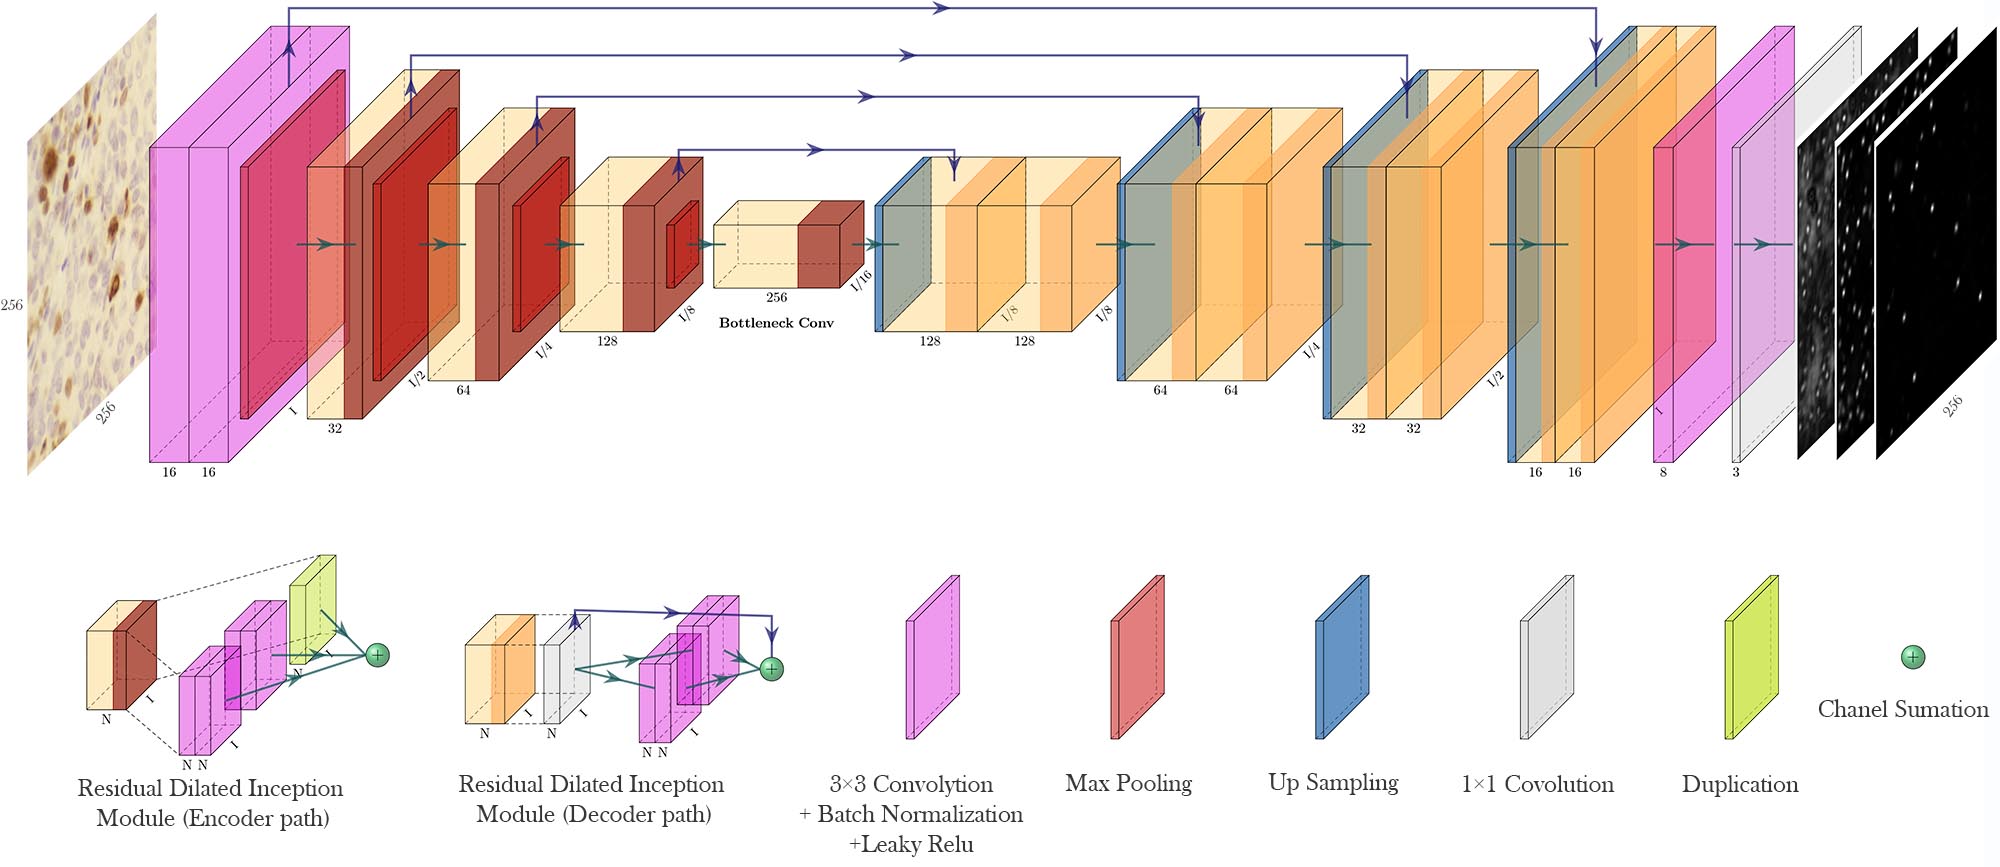 256
256
16 16
I
32
1/2
64
1/4
128
1/8
256
1/16
Bottleneck Conv
128
1/8
128
1/8
64
64
1/4
32
32
1/2
16
16
I
8
3
256
N
I
N N
I
N
I
Residual Dilated Inception
Module (Encoder path)
N
I
N
I
N N
I
Residual Dilated Inception
Module (Decoder path)
3×3 Convolytion
+ Batch Normalization
+Leaky Relu
Max Pooling
Up Sampling
1×1 Covolution
Duplication
+
+
+
Chanel Sumation